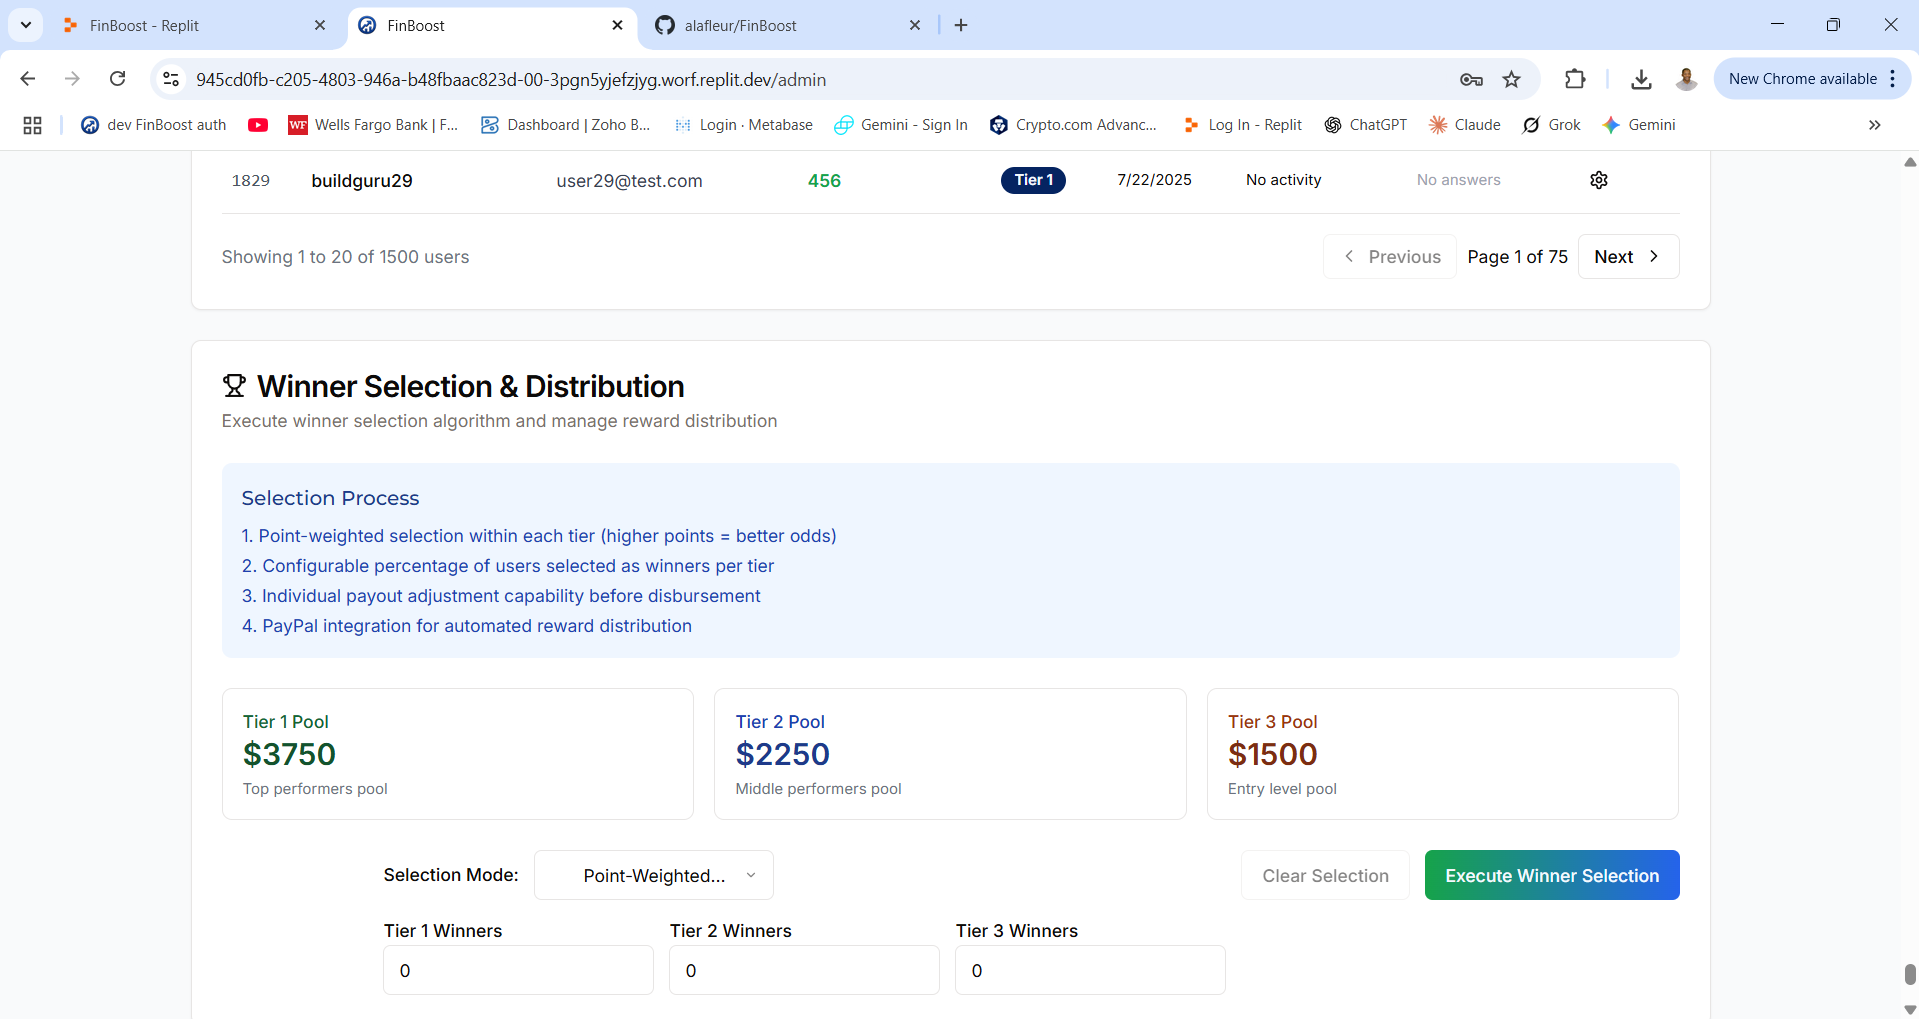 FinBoost - Replit
FinBoost
alafleur/FinBoost
945cd0fb-c205-4803-946a-b48fbaac823d-00-3pgn5yjefzjyg.worf.replit.dev/admin
New Chrome available
dev FinBoost auth
WF Wells Fargo Bank | F...
Dashboard | Zoho B...
Login · Metabase
Gemini - Sign In
Crypto.com Advanc...
Log In - Replit
ChatGPT
Claude
Grok
Gemini
1829 buildguru29 user29@test.com 456 Tier 1 7/22/2025 No activity No answers
Showing 1 to 20 of 1500 users
Previous Page 1 of 75 Next
Winner Selection & Distribution
Execute winner selection algorithm and manage reward distribution
Selection Process
1. Point-weighted selection within each tier (higher points = better odds)
2. Configurable percentage of users selected as winners per tier
3. Individual payout adjustment capability before disbursement
4. PayPal integration for automated reward distribution
Tier 1 Pool
$3750
Top performers pool
Tier 2 Pool
$2250
Middle performers pool
Tier 3 Pool
$1500
Entry level pool
Selection Mode: Point-Weighted... Clear Selection Execute Winner Selection
Tier 1 Winners
0
Tier 2 Winners
0
Tier 3 Winners
0